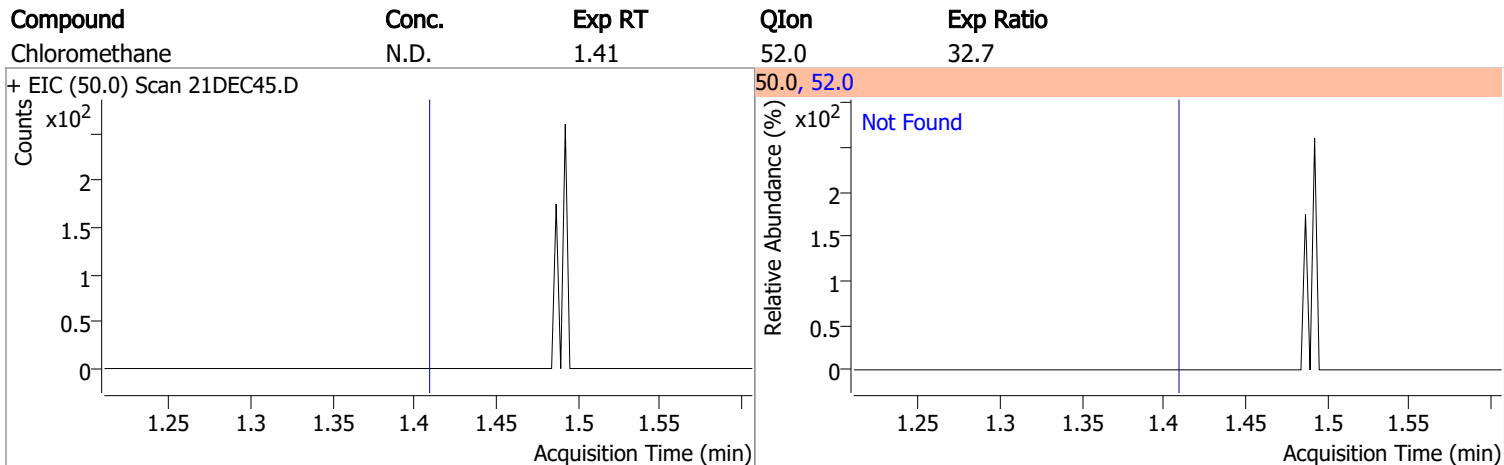 Compound Conc. Exp RT QIon Exp Ratio
Chloromethane N.D. 1.41 52.0 32.7
+ EIC (50.0) Scan 21DEC45.D
Counts
x10²
2
1.5
1
0.5
0
1.25 1.3 1.35 1.4 1.45 1.5 1.55
Acquisition Time (min)
50.0, 52.0
Relative Abundance (%)
x10²
Not Found
2
1.5
1
0.5
0
1.25 1.3 1.35 1.4 1.45 1.5 1.55
Acquisition Time (min)